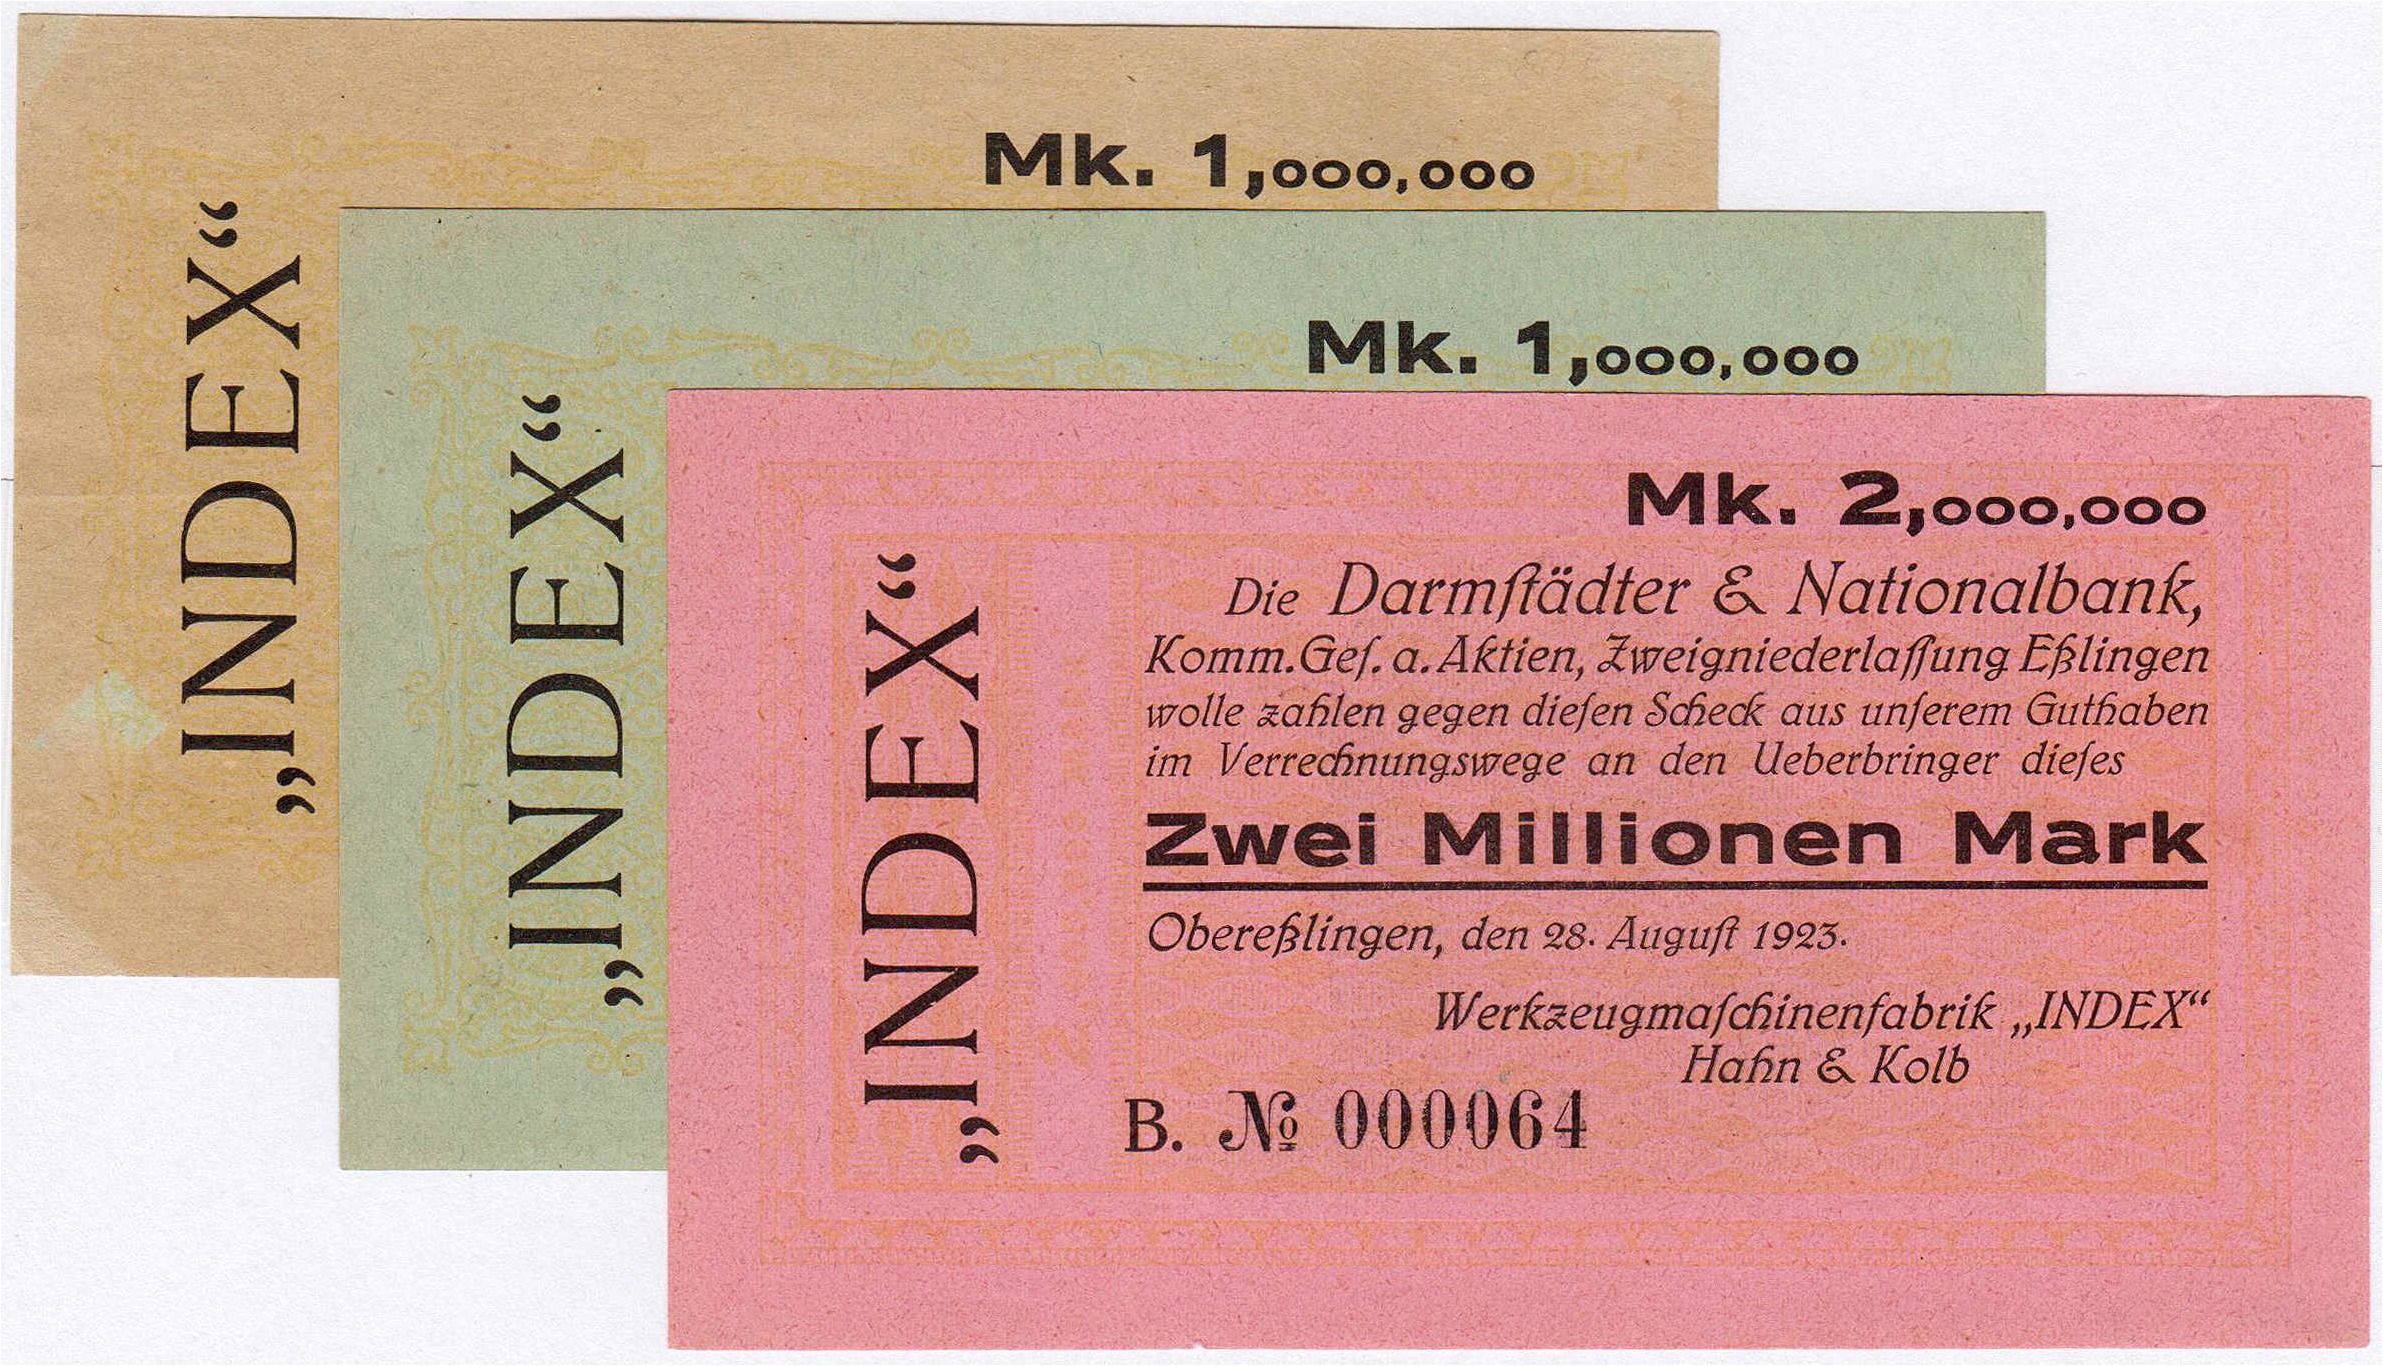 Mk. 1,000,000
„INDEX“
Mk. 1,000,000
„INDEX“
Mk. 2,000,000
„INDEX“
Die Darmſtädter & Nationalbank,
Komm. Geſ. a. Aktien, Zweigniederlaſſung Eßlingen
wolle zahlen gegen dieſen Scheck aus unſerem Guthaben
im Verrechnungswege an den Ueberbringer dieſes
Zwei Millionen Mark
Obereßlingen, den 28. Auguſt 1923.
Werkzeugmaſchinenfabrik „INDEX“
Hahn & Kolb
B. № 000064